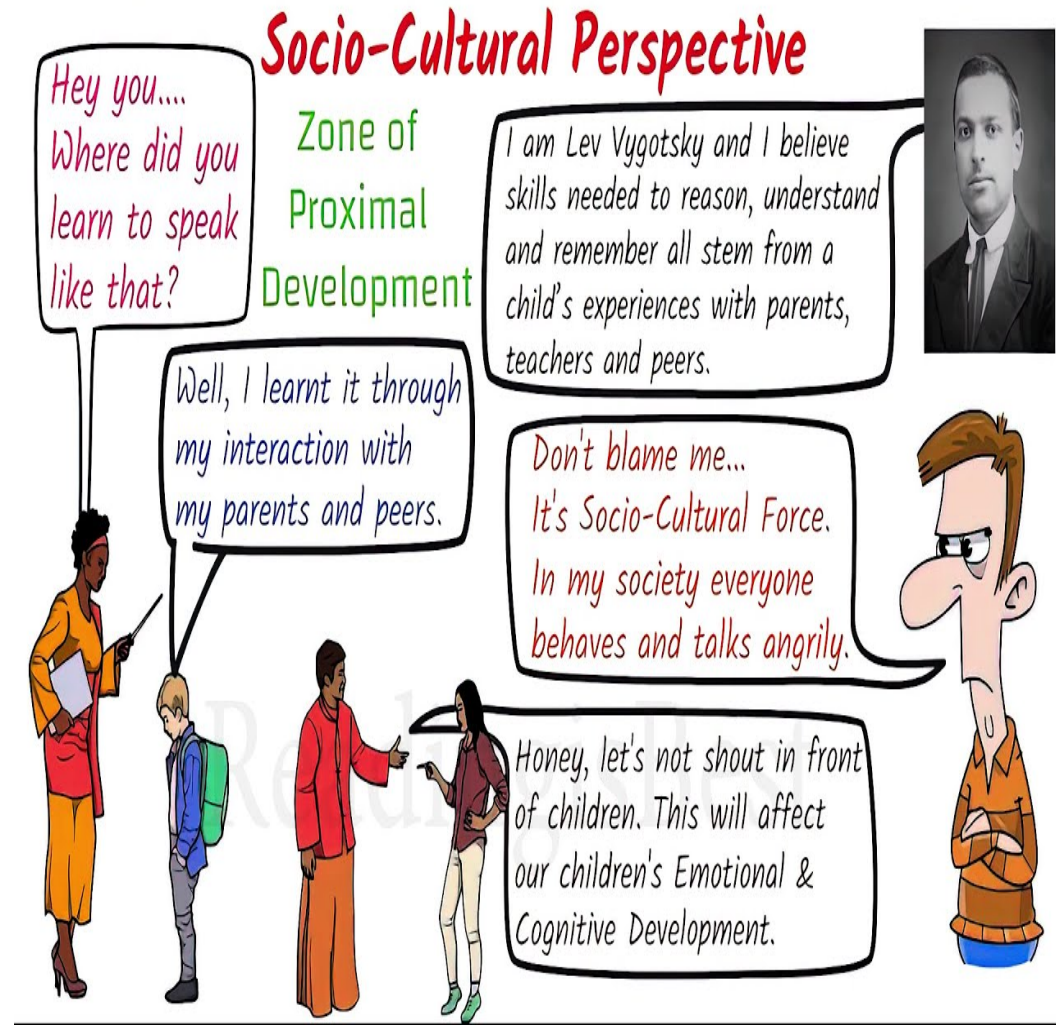 Socio-Cultural Perspective
Hey you....
Where did you
learn to speak
like that?
Zone of
Proximal
Development
I am Lev Vygotsky and I believe
skills needed to reason, understand
and remember all stem from a
child's experiences with parents,
teachers and peers.
Well, I learnt it through
my interaction with
my parents and peers.
Don't blame me...
It's Socio-Cultural Force.
In my society everyone
behaves and talks angrily.
Honey, let's not shout in front
of children. This will affect
our children's Emotional &
Cognitive Development.
ReadingisBest